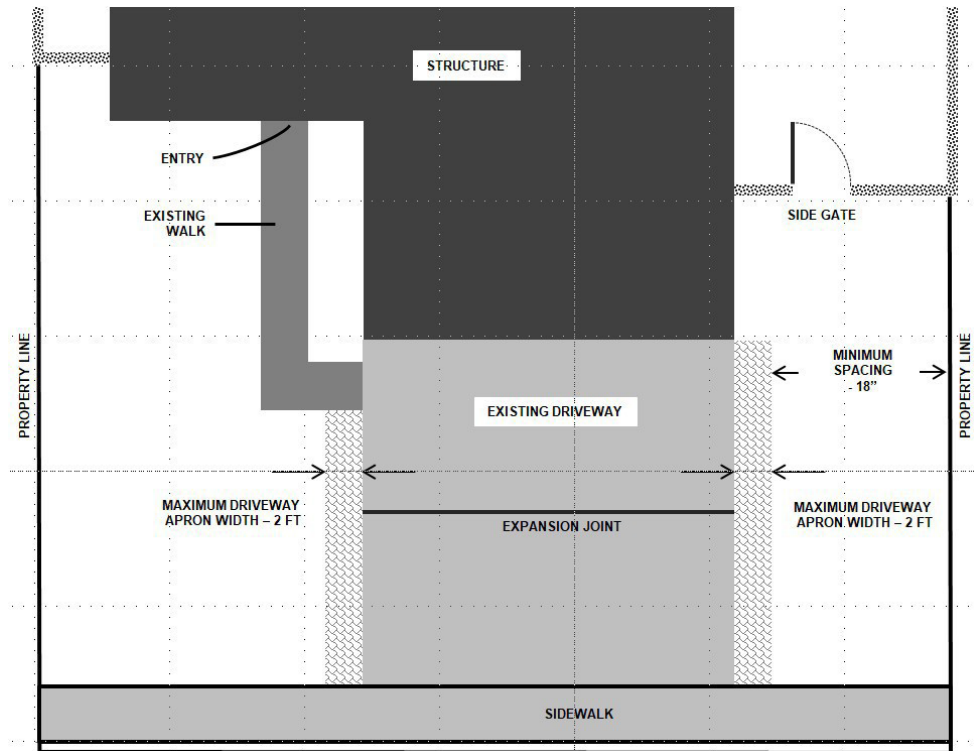 STRUCTURE
ENTRY
EXISTING
WALK
SIDE GATE
PROPERTY LINE
MINIMUM
SPACING
- 18”
PROPERTY LINE
EXISTING DRIVEWAY
MAXIMUM DRIVEWAY
APRON WIDTH – 2 FT
EXPANSION JOINT
MAXIMUM DRIVEWAY
APRON WIDTH – 2 FT
SIDEWALK